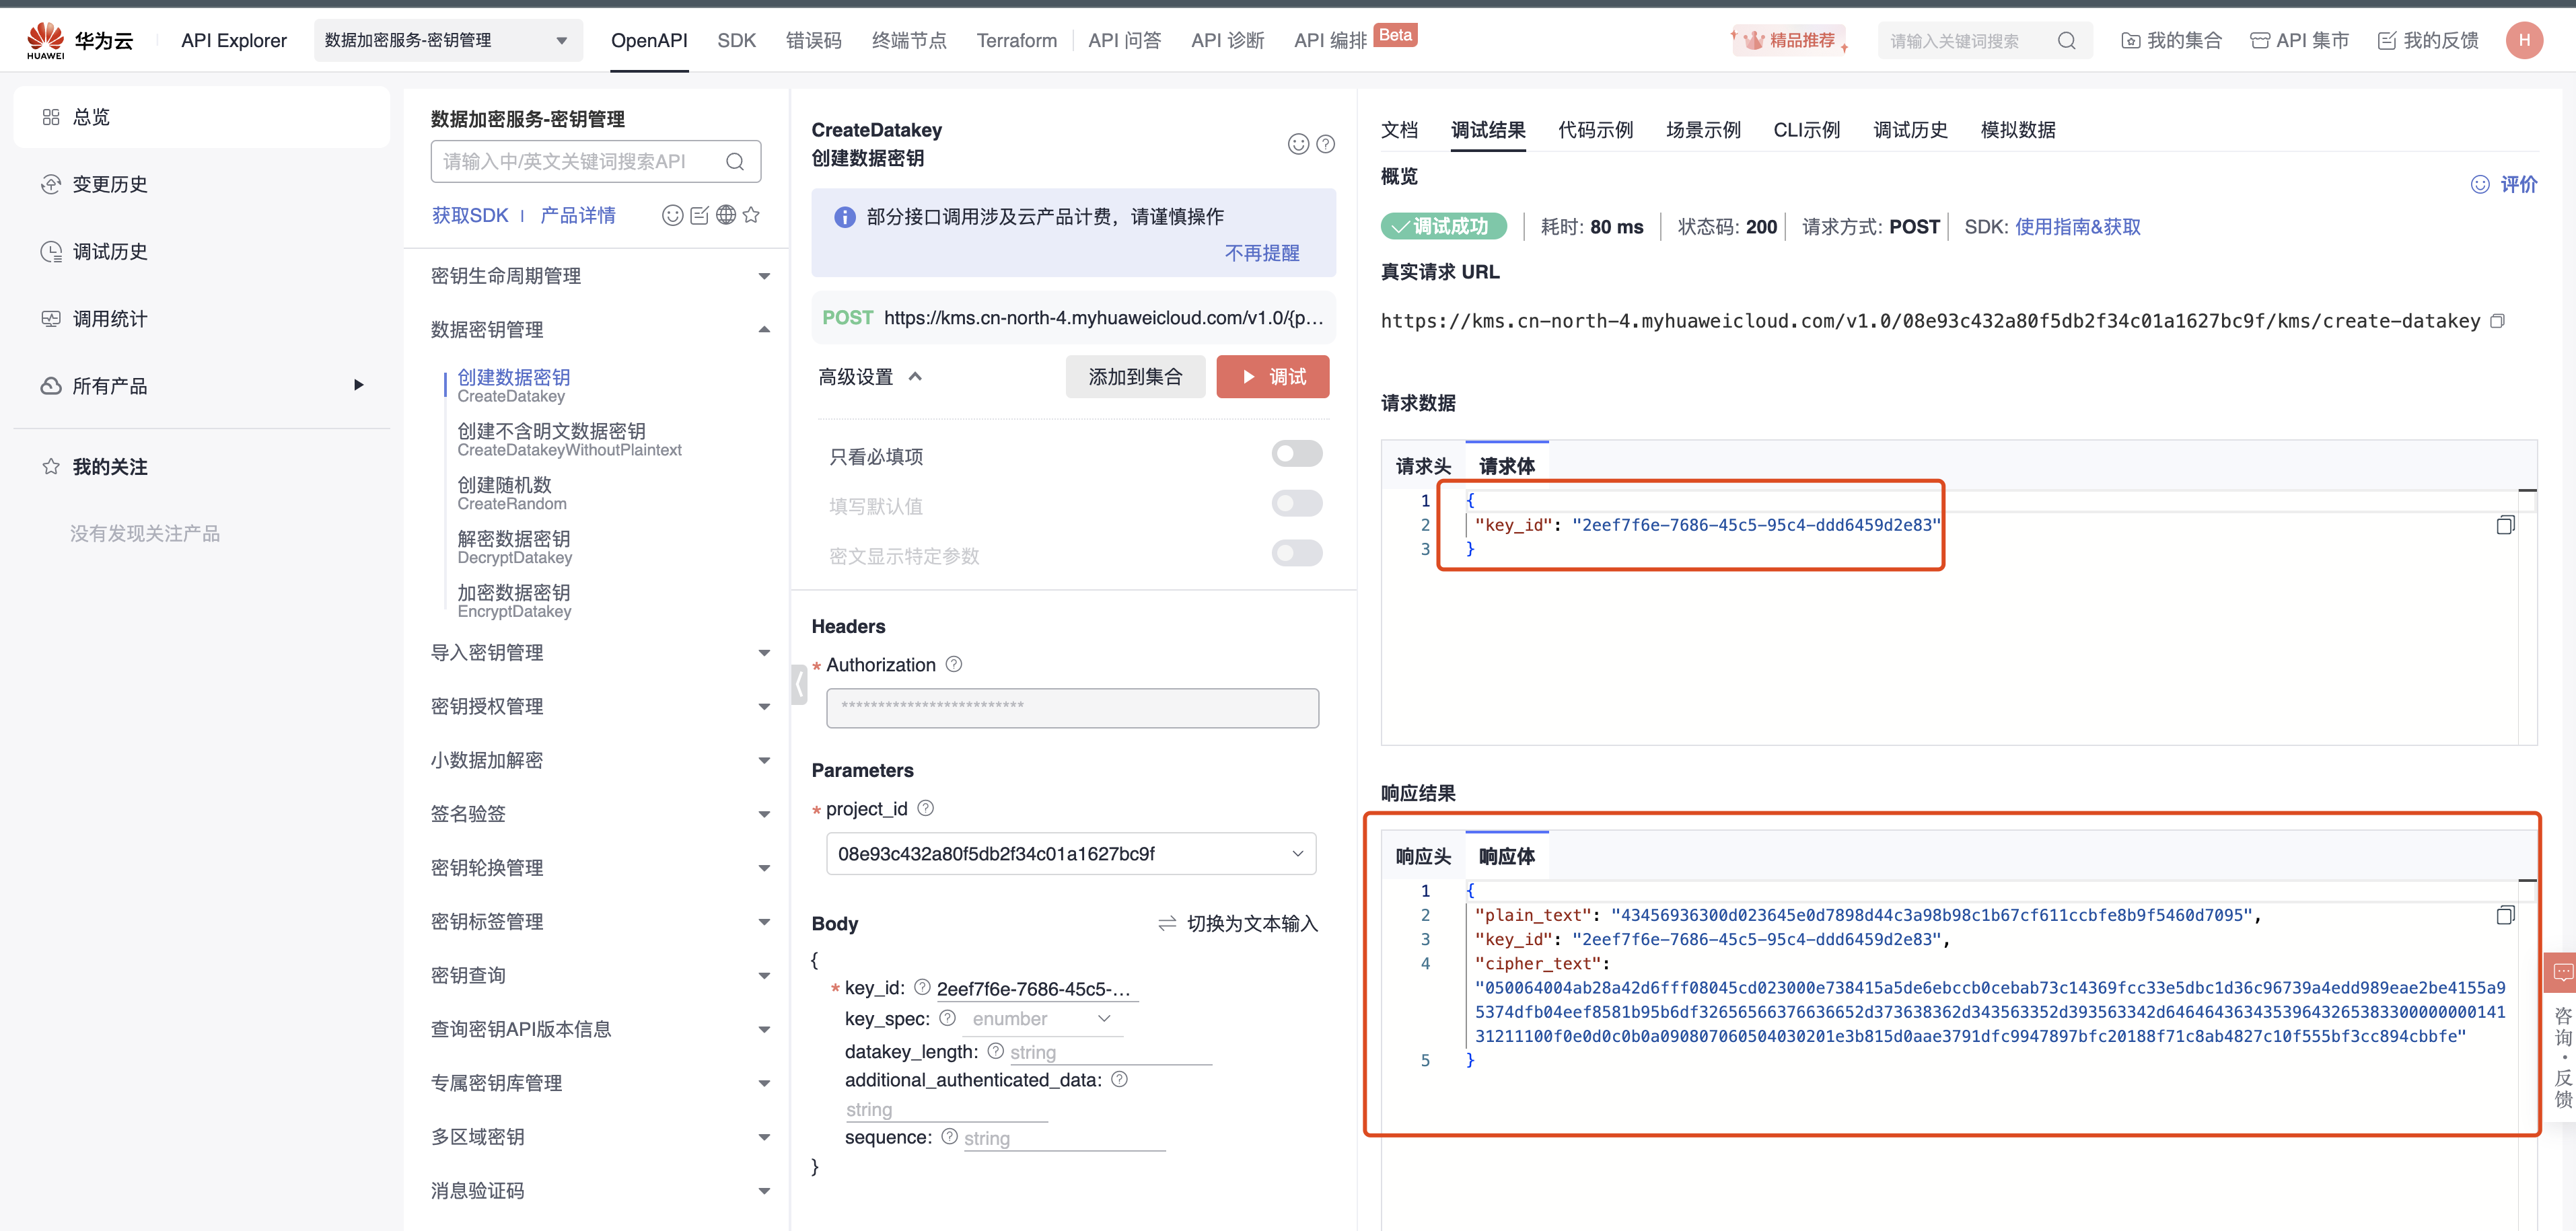 HUAWEI
华为云
API Explorer
数据加密服务-密钥管理
OpenAPI
SDK
错误码
终端节点
Terraform
API 问答
API 诊断
API 编排
Beta
精品推荐
请输入关键词搜索
我的集合
API 集市
我的反馈
H
总览
变更历史
调试历史
调用统计
所有产品
我的关注
没有发现关注产品
数据加密服务-密钥管理
请输入中/英文关键词搜索API
获取SDK
产品详情
密钥生命周期管理
数据密钥管理
创建数据密钥
CreateDatakey
创建不含明文数据密钥
CreateDatakeyWithoutPlaintext
创建随机数
CreateRandom
解密数据密钥
DecryptDatakey
加密数据密钥
EncryptDatakey
导入密钥管理
密钥授权管理
小数据加解密
签名验签
密钥轮换管理
密钥标签管理
密钥查询
查询密钥API版本信息
专属密钥库管理
多区域密钥
消息验证码
CreateDatakey
创建数据密钥
部分接口调用涉及云产品计费，请谨慎操作
不再提醒
POST https://kms.cn-north-4.myhuaweicloud.com/v1.0/{p...
高级设置
添加到集合
调试
只看必填项
填写默认值
密文显示特定参数
Headers
* Authorization
*************************
Parameters
* project_id
08e93c432a80f5db2f34c01a1627bc9f
Body
切换为文本输入
{
* key_id: 2eef7f6e-7686-45c5-...
key_spec: enumber
datakey_length: string
additional_authenticated_data:
string
sequence: string
}
文档
调试结果
代码示例
场景示例
CLI示例
调试历史
模拟数据
概览
评价
调试成功
耗时: 80 ms
状态码: 200
请求方式: POST
SDK: 使用指南&获取
真实请求 URL
https://kms.cn-north-4.myhuaweicloud.com/v1.0/08e93c432a80f5db2f34c01a1627bc9f/kms/create-datakey
请求数据
请求头
请求体
1 {
2 "key_id": "2eef7f6e-7686-45c5-95c4-ddd6459d2e83"
3 }
响应结果
响应头
响应体
1 {
2 "plain_text": "43456936300d023645e0d7898d44c3a98b98c1b67cf611ccbfe8b9f5460d7095",
3 "key_id": "2eef7f6e-7686-45c5-95c4-ddd6459d2e83",
4 "cipher_text":
"050064004ab28a42d6fff08045cd023000e738415a5de6ebccb0cebab73c14369fcc33e5dbc1d36c96739a4edd989eae2be4155a9
5374dfb04eef8581b95b6df32656566376636652d373638362d343563352d393563342d64646436343539643265383300000000141
31211100f0e0d0c0b0a090807060504030201e3b815d0aae3791dfc9947897bfc20188f71c8ab4827c10f555bf3cc894cbbfe"
5 }
咨询・反馈